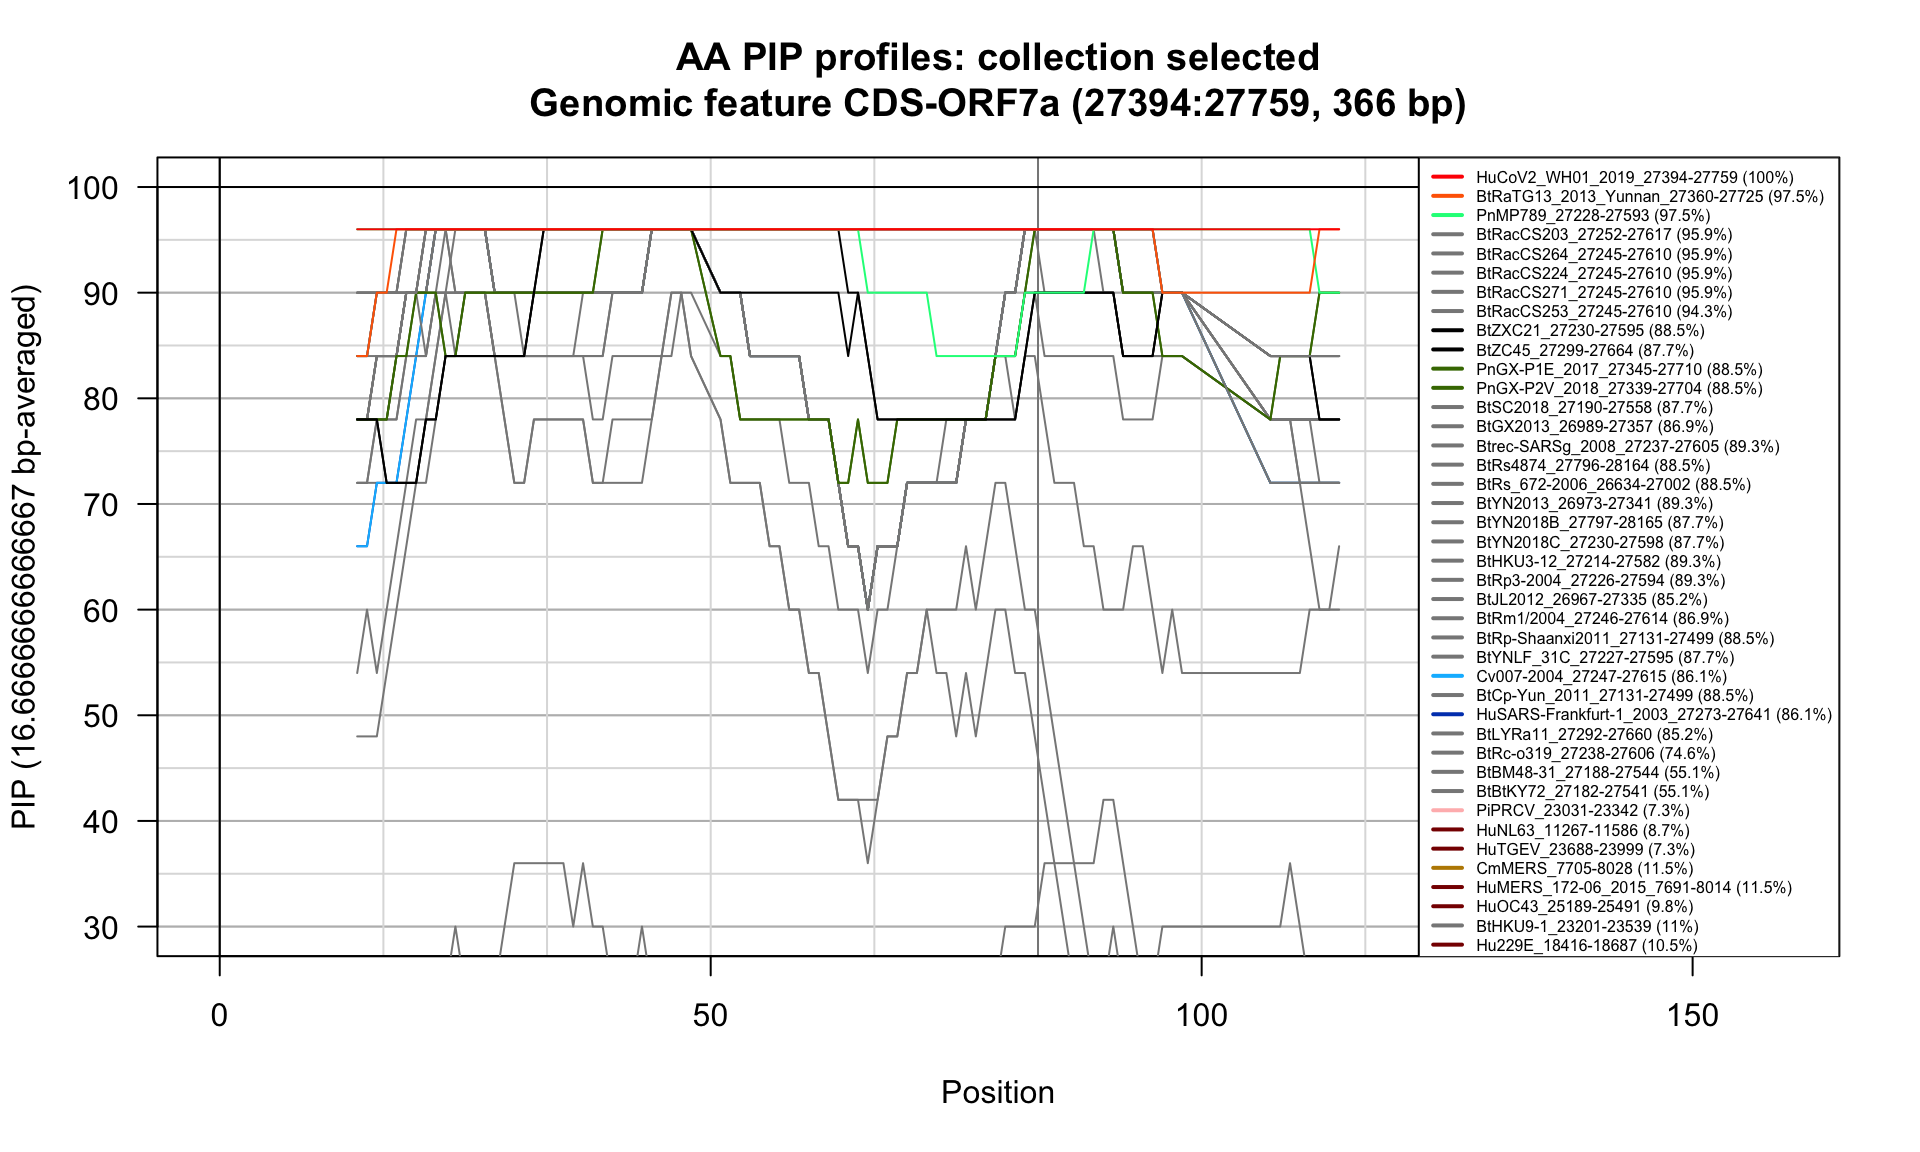 AA PIP profiles: collection selected
Genomic feature CDS-ORF7a (27394:27759, 366 bp)
PIP (16.6666666666667 bp-averaged)
100
90
80
70
60
50
40
30
0
50
100
150
Position
HuCoV2_WH01_2019_27394-27759 (100%)
BtRaTG13_2013_Yunnan_27360-27725 (97.5%)
PnMP789_27228-27593 (97.5%)
BtRacCS203_27252-27617 (95.9%)
BtRacCS264_27245-27610 (95.9%)
BtRacCS224_27245-27610 (95.9%)
BtRacCS271_27245-27610 (95.9%)
BtRacCS253_27245-27610 (94.3%)
BtZXC21_27230-27595 (88.5%)
BtZC45_27299-27664 (87.7%)
PnGX-P1E_2017_27345-27710 (88.5%)
PnGX-P2V_2018_27339-27704 (88.5%)
BtSC2018_27190-27558 (87.7%)
BtGX2013_26989-27357 (86.9%)
Btrec-SARSg_2008_27237-27605 (89.3%)
BtRs4874_27796-28164 (88.5%)
BtRs_672-2006_26634-27002 (88.5%)
BtYN2013_26973-27341 (89.3%)
BtYN2018B_27797-28165 (87.7%)
BtYN2018C_27230-27598 (87.7%)
BtHKU3-12_27214-27582 (89.3%)
BtRp3-2004_27226-27594 (89.3%)
BtJL2012_26967-27335 (85.2%)
BtRm1/2004_27246-27614 (86.9%)
BtRp-Shaanxi2011_27131-27499 (88.5%)
BtYNLF_31C_27227-27595 (87.7%)
Cv007-2004_27247-27615 (86.1%)
BtCp-Yun_2011_27131-27499 (88.5%)
HuSARS-Frankfurt-1_2003_27273-27641 (86.1%)
BtLYRa11_27292-27660 (85.2%)
BtRc-o319_27238-27606 (74.6%)
BtBM48-31_27188-27544 (55.1%)
BtBtKY72_27182-27541 (55.1%)
PiPRCV_23031-23342 (7.3%)
HuNL63_11267-11586 (8.7%)
HuTGEV_23688-23999 (7.3%)
CmMERS_7705-8028 (11.5%)
HuMERS_172-06_2015_7691-8014 (11.5%)
HuOC43_25189-25491 (9.8%)
BtHKU9-1_23201-23539 (11%)
Hu229E_18416-18687 (10.5%)